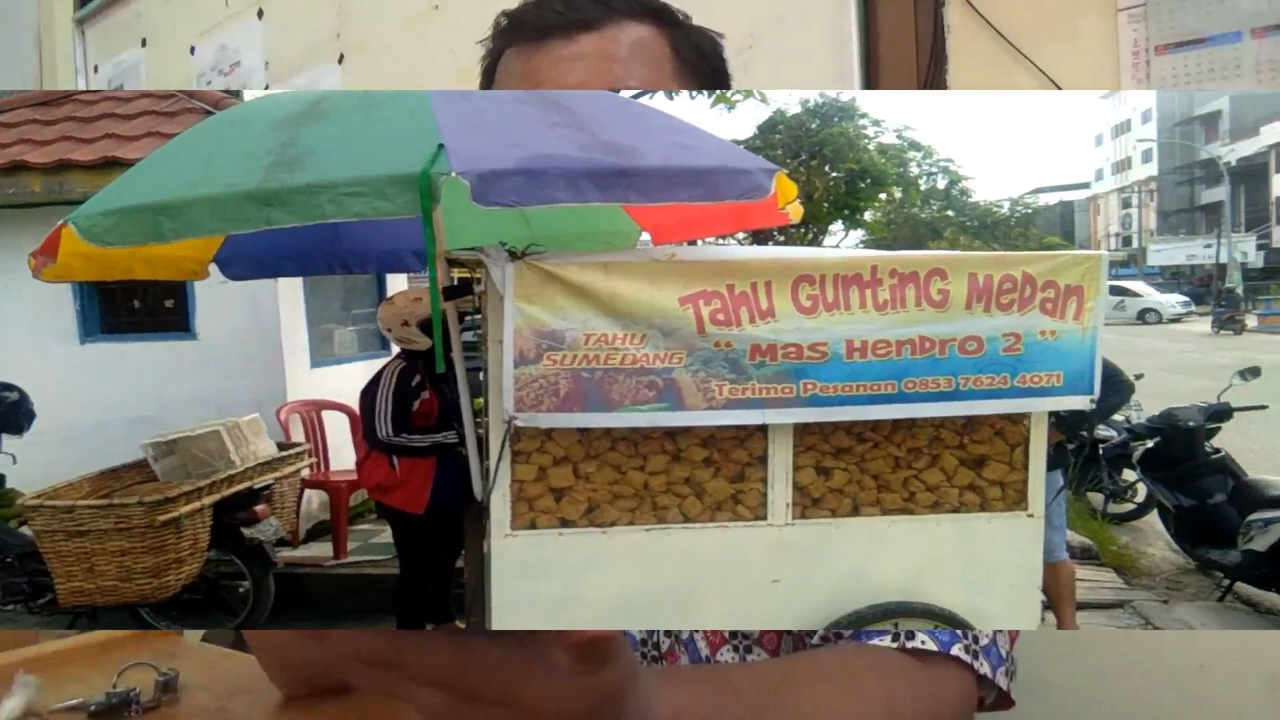 Tahu Gunting Medan
TAHU
SUMEDANG
" Mas Hendro 2 "
Terima Pesanan 0853 7624 4071